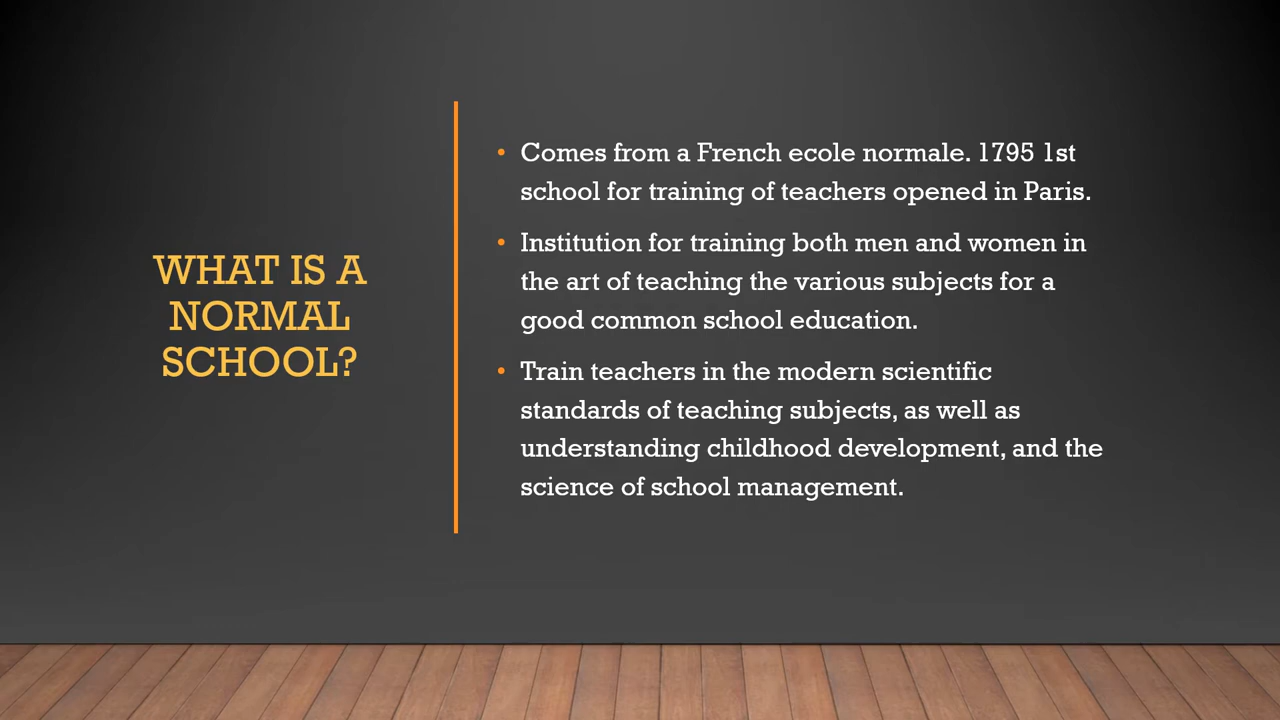 WHAT IS A
NORMAL
SCHOOL?
• Comes from a French ecole normale. 1795 1st
school for training of teachers opened in Paris.
• Institution for training both men and women in
the art of teaching the various subjects for a
good common school education.
• Train teachers in the modern scientific
standards of teaching subjects, as well as
understanding childhood development, and the
science of school management.